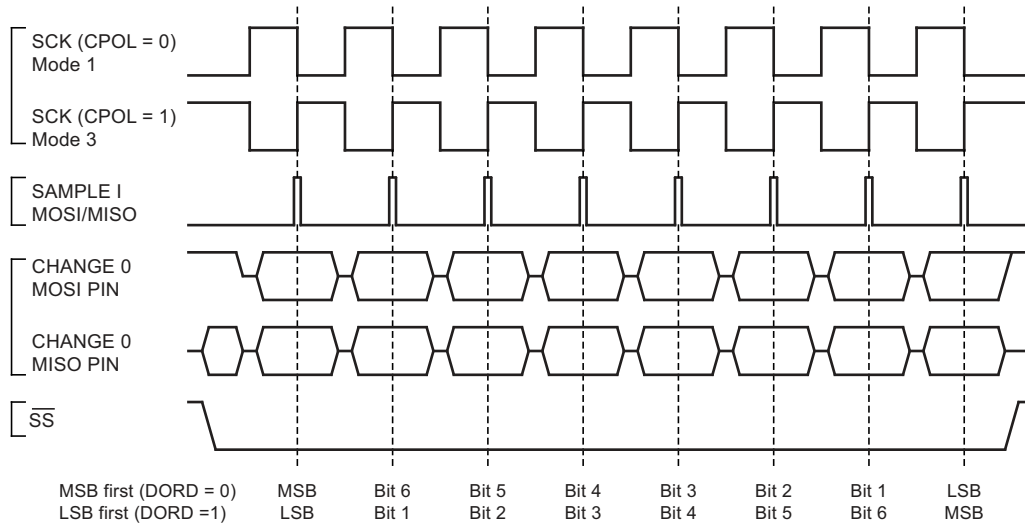 SCK (CPOL = 0)
Mode 1
SCK (CPOL = 1)
Mode 3
SAMPLE I
MOSI/MISO
CHANGE 0
MOSI PIN
CHANGE 0
MISO PIN
SS
MSB first (DORD = 0) MSB Bit 6 Bit 5 Bit 4 Bit 3 Bit 2 Bit 1 LSB
LSB first (DORD =1) LSB Bit 1 Bit 2 Bit 3 Bit 4 Bit 5 Bit 6 MSB